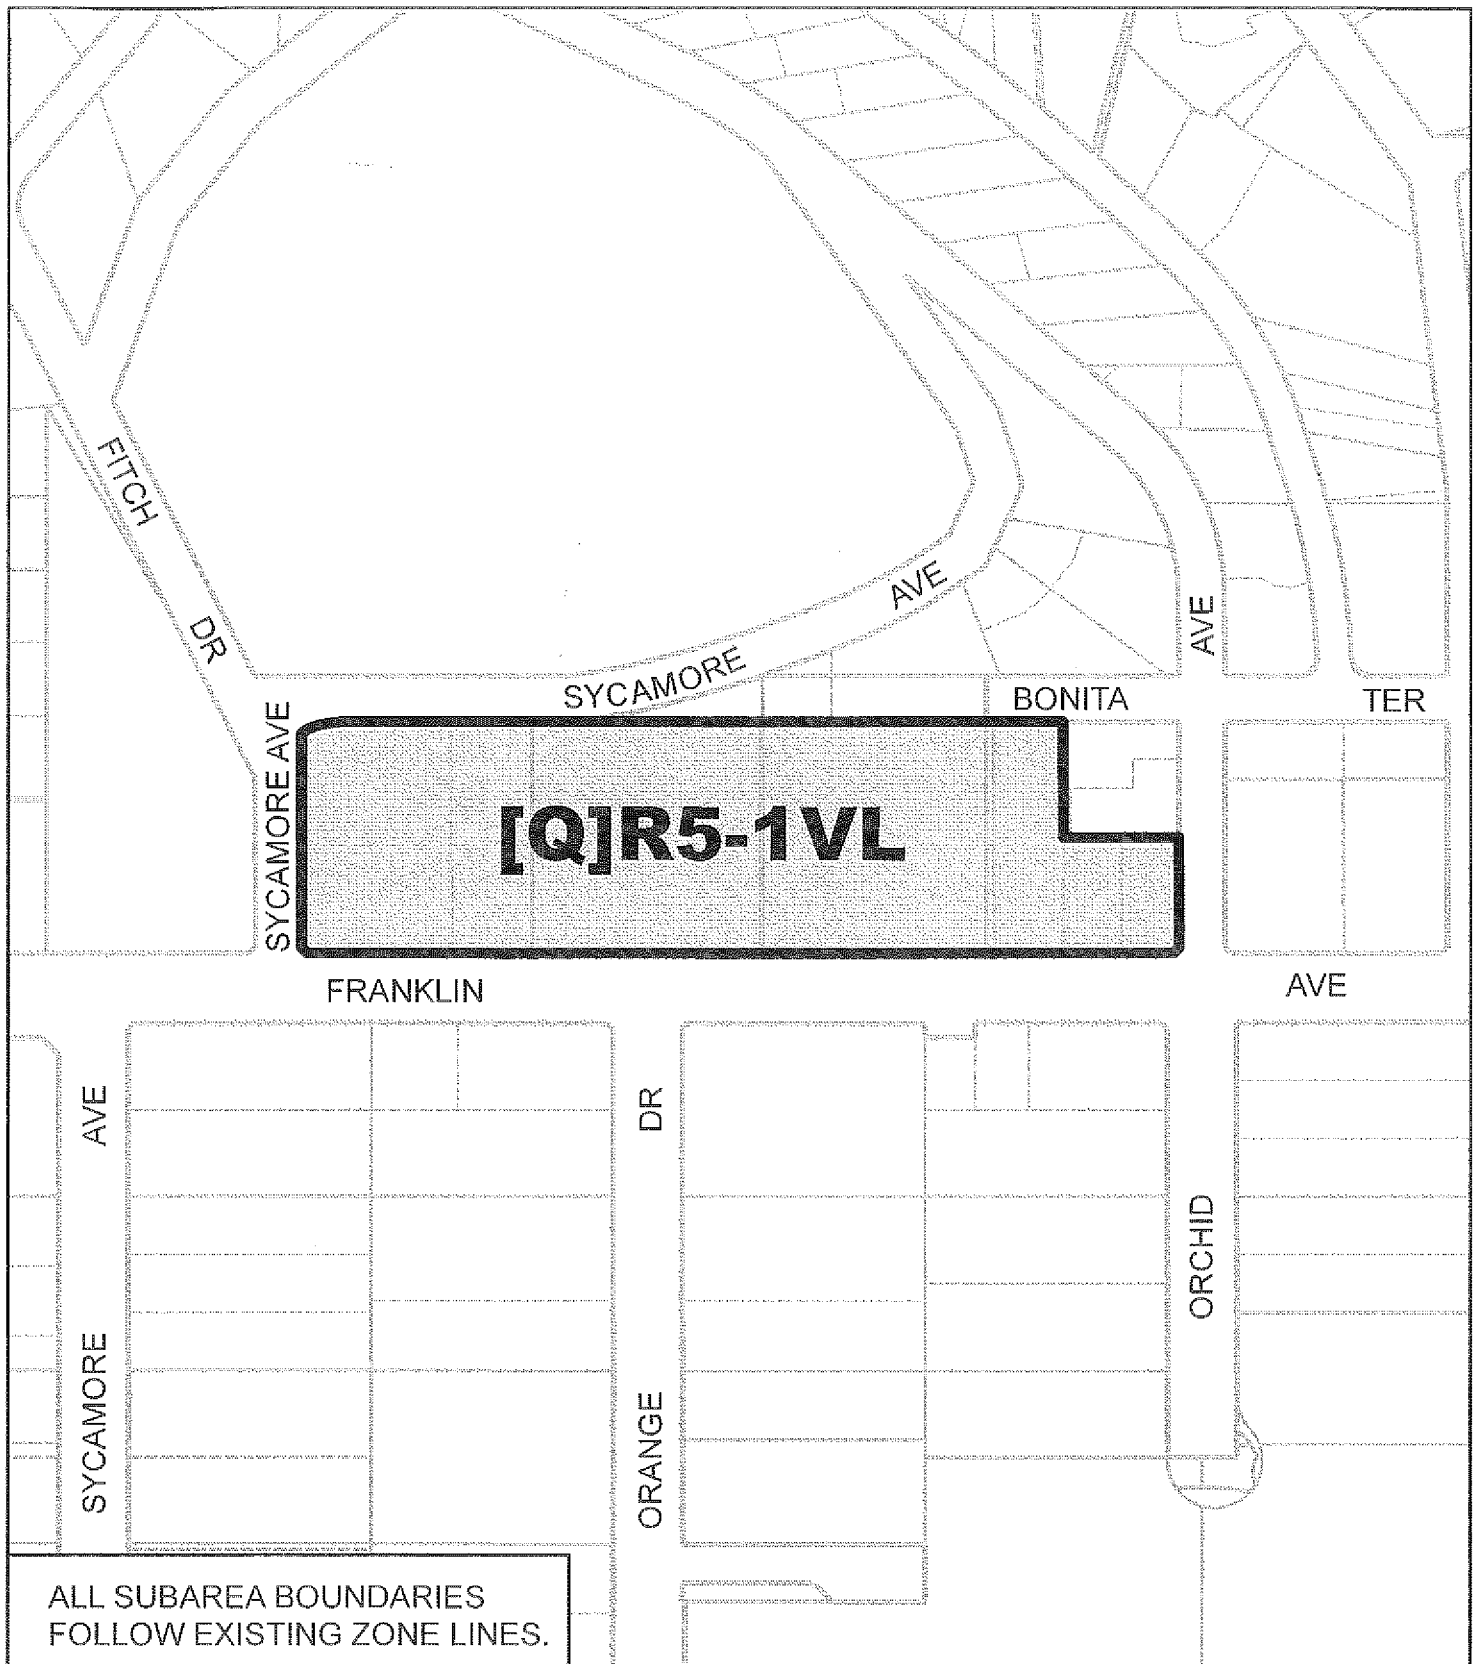 FITCH
DR
AVE
AVE
SYCAMORE
BONITA
TER
SYCAMORE AVE
[Q]R5-1VL
FRANKLIN
AVE
AVE
DR
ORCHID
SYCAMORE
ORANGE
ALL SUBAREA BOUNDARIES
FOLLOW EXISTING ZONE LINES.